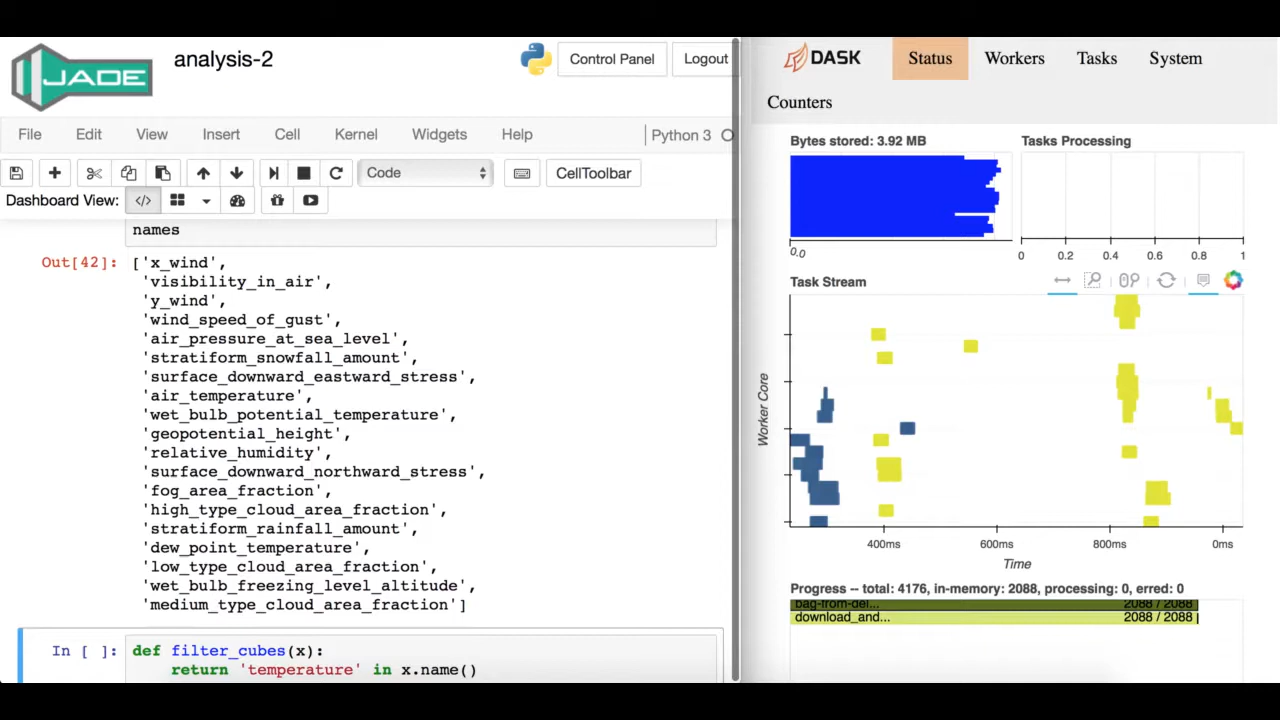 JADE
analysis-2
Control Panel
Logout
File Edit View Insert Cell Kernel Widgets Help
Python 3
Code
CellToolbar
Dashboard View:
names
Out[42]: ['x_wind',
'visibility_in_air',
'y_wind',
'wind_speed_of_gust',
'air_pressure_at_sea_level',
'stratiform_snowfall_amount',
'surface_downward_eastward_stress',
'air_temperature',
'wet_bulb_potential_temperature',
'geopotential_height',
'relative_humidity',
'surface_downward_northward_stress',
'fog_area_fraction',
'high_type_cloud_area_fraction',
'stratiform_rainfall_amount',
'dew_point_temperature',
'low_type_cloud_area_fraction',
'wet_bulb_freezing_level_altitude',
'medium_type_cloud_area_fraction']
In [ ]: def filter_cubes(x):
return 'temperature' in x.name()
DASK
Status Workers Tasks System
Counters
Bytes stored: 3.92 MB
0.0
Tasks Processing
0 0.2 0.4 0.6 0.8 1
Task Stream
Worker Core
400ms 600ms 800ms 0ms
Time
Progress -- total: 4176, in-memory: 2088, processing: 0, erred: 0
bag-from-del... 2088 / 2088
download_and... 2088 / 2088